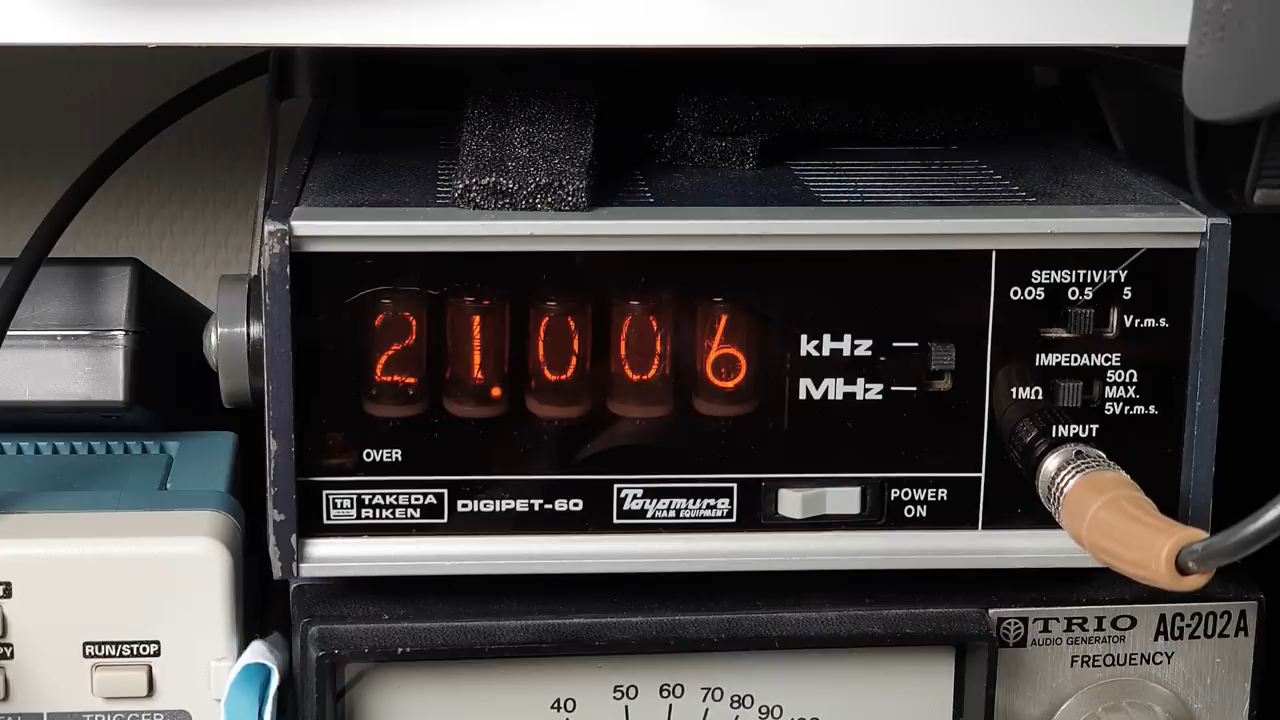 SENSITIVITY
0.05 0.5 5
Vr.m.s.
21.006
kHz
MHz
IMPEDANCE
1MΩ
50Ω
MAX.
5Vr.m.s.
INPUT
OVER
TR TAKEDA
RIKEN
DIGIPET-60
Toyomura
HAM EQUIPMENT
POWER
ON
RUN/STOP
TRIGGER
TRIO
AUDIO GENERATOR
AG-202A
FREQUENCY
40 50 60 70 80 90